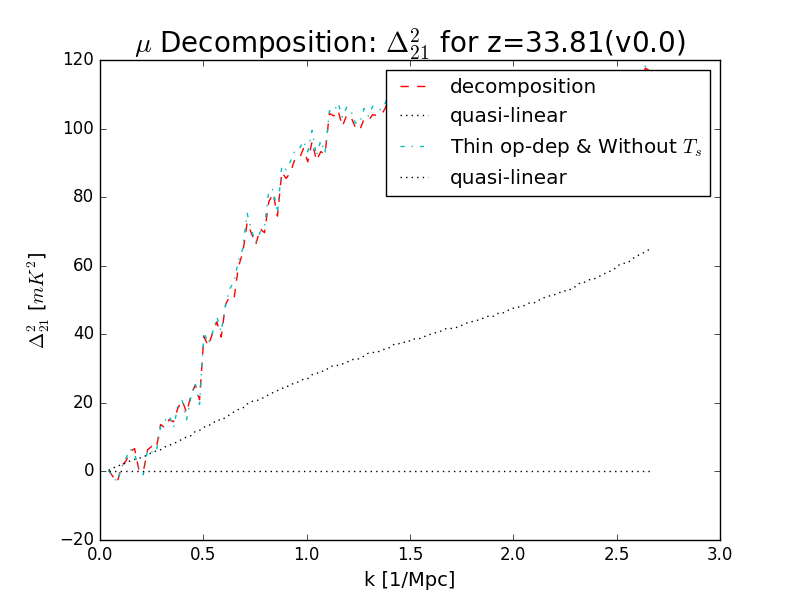 μ Decomposition: Δ²₂₁ for z=33.81(v0.0)
120
100
80
60
40
20
0
−20
Δ²₂₁ [mK²]
decomposition
quasi-linear
Thin op-dep & Without Tₛ
quasi-linear
0.0 0.5 1.0 1.5 2.0 2.5 3.0
k [1/Mpc]